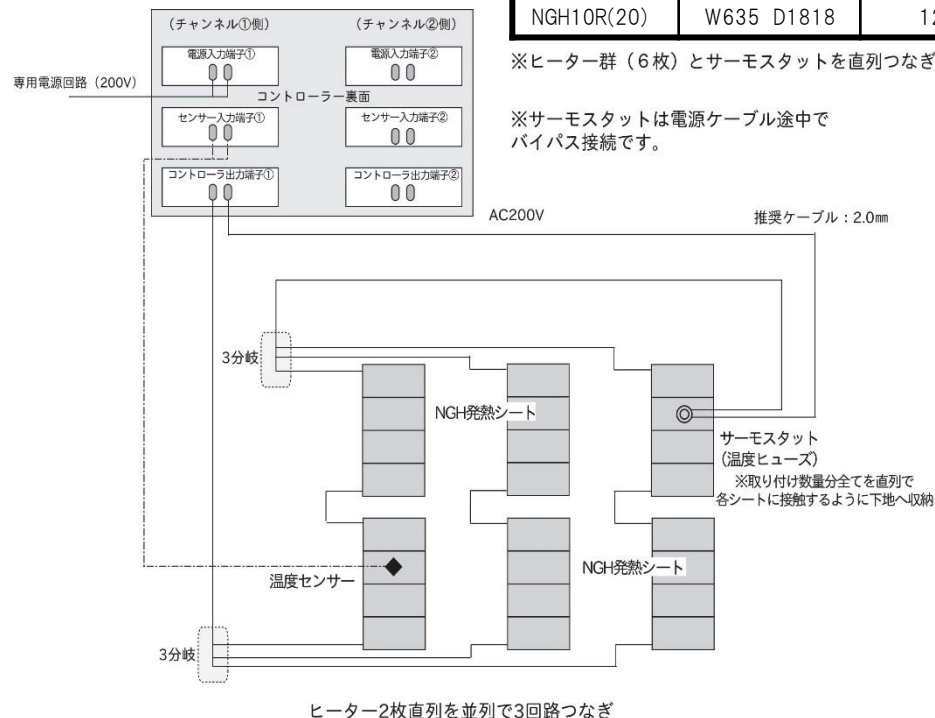 NGH10R(20) W635 D1818 12
※ヒーター群（６枚）とサーモスタットを直列つなぎ
※サーモスタットは電源ケーブル途中で
バイパス接続です。
（チャンネル①側） （チャンネル②側）
電源入力端子① 電源入力端子②
専用電源回路（200V）
コントローラー裏面
センサー入力端子① センサー入力端子②
コントローラ出力端子① コントローラ出力端子②
AC200V 推奨ケーブル：2.0㎜
3分岐
NGH発熱シート
サーモスタット
(温度ヒューズ)
※取り付け数量分全てを直列で
各シートに接触するように下地へ収納
温度センサー NGH発熱シート
3分岐
ヒーター2枚直列を並列で3回路つなぎ